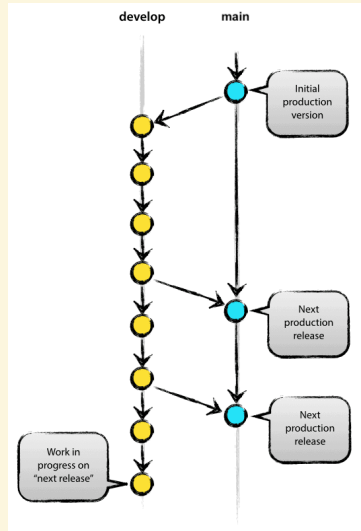 develop main
Initial
production
version
Next
production
release
Next
production
release
Work in
progress on
“next release”